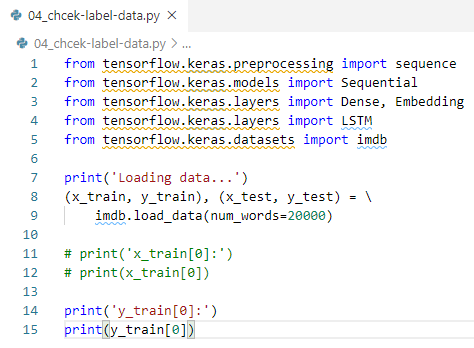 04_chcek-label-data.py ×
04_chcek-label-data.py > ...
1 from tensorflow.keras.preprocessing import sequence
2 from tensorflow.keras.models import Sequential
3 from tensorflow.keras.layers import Dense, Embedding
4 from tensorflow.keras.layers import LSTM
5 from tensorflow.keras.datasets import imdb
6
7 print('Loading data...')
8 (x_train, y_train), (x_test, y_test) = \
9     imdb.load_data(num_words=20000)
10
11 # print('x_train[0]:')
12 # print(x_train[0])
13
14 print('y_train[0]:')
15 print(y_train[0])